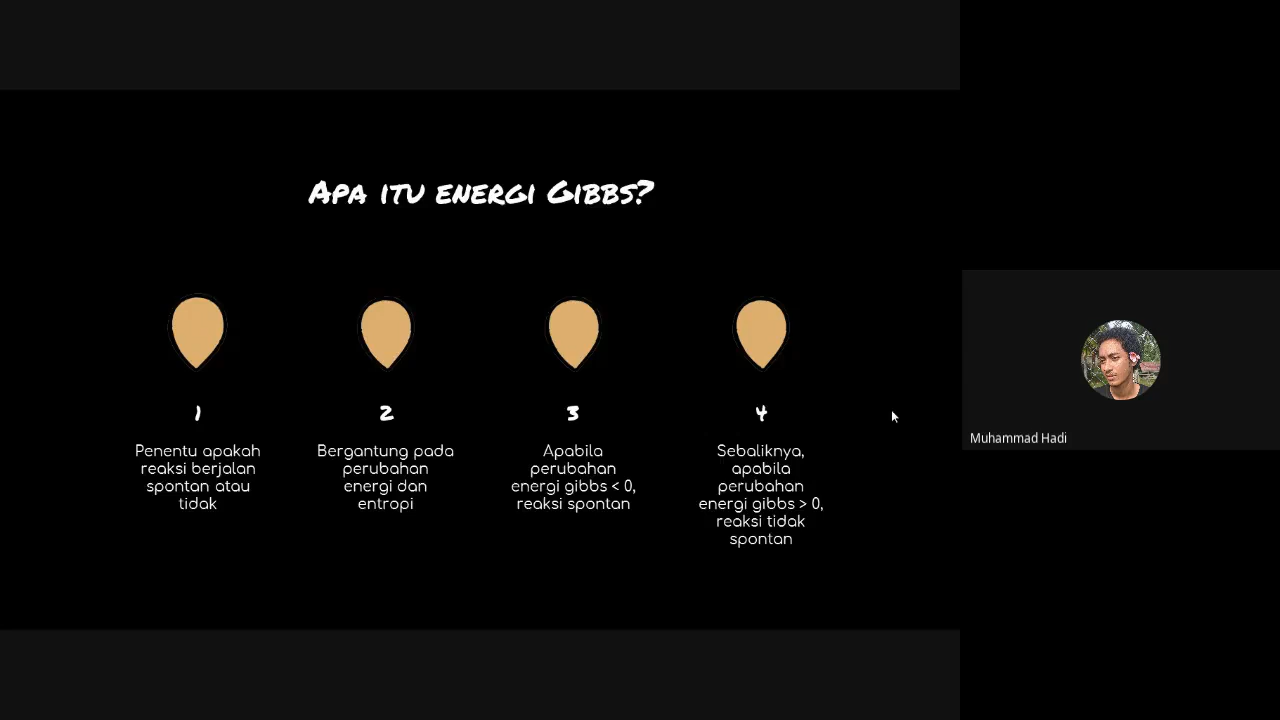 Apa itu energi Gibbs?
1
Penentu apakah
reaksi berjalan
spontan atau
tidak
2
Bergantung pada
perubahan
energi dan
entropi
3
Apabila
perubahan
energi gibbs < 0,
reaksi spontan
4
Sebaliknya,
apabila
perubahan
energi gibbs > 0,
reaksi tidak
spontan
Muhammad Hadi